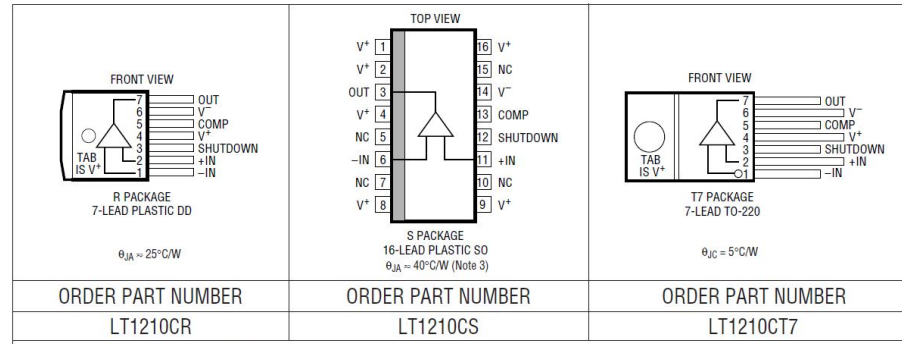 FRONT VIEW
7 OUT
6 V⁻
5 COMP
4 V⁺
3 SHUTDOWN
2 +IN
1 –IN
TAB
IS V⁺
R PACKAGE
7-LEAD PLASTIC DD
θJA ≈ 25°C/W
TOP VIEW
V⁺ 1 16 V⁺
V⁺ 2 15 NC
OUT 3 14 V⁻
V⁺ 4 13 COMP
NC 5 12 SHUTDOWN
–IN 6 11 +IN
NC 7 10 NC
V⁺ 8 9 V⁺
S PACKAGE
16-LEAD PLASTIC SO
θJA ≈ 40°C/W (Note 3)
FRONT VIEW
7 OUT
6 V⁻
5 COMP
4 V⁺
3 SHUTDOWN
2 +IN
1 –IN
TAB
IS V⁺
T7 PACKAGE
7-LEAD TO-220
θJC = 5°C/W
ORDER PART NUMBER ORDER PART NUMBER ORDER PART NUMBER
LT1210CR LT1210CS LT1210CT7